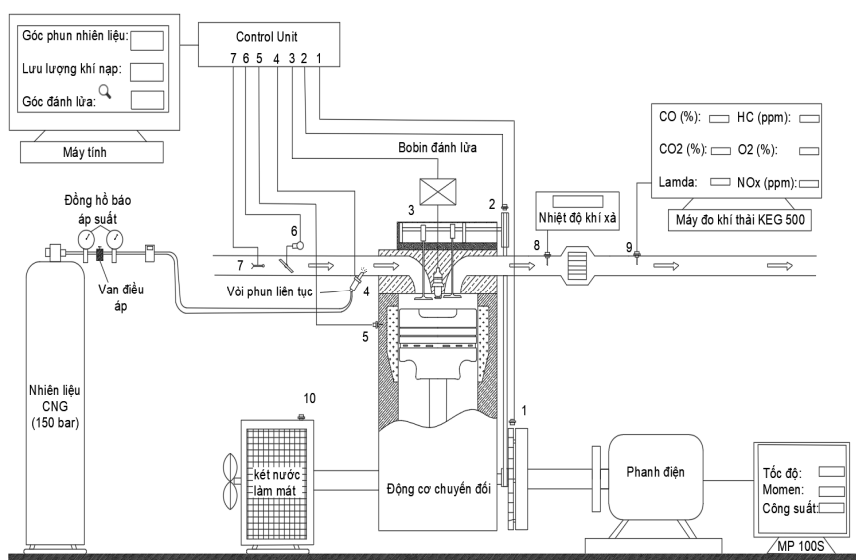 Góc phun nhiên liệu:
Lưu lượng khí nạp:
Góc đánh lửa:
Máy tính
Control Unit
7 6 5 4 3 2 1
Bobin đánh lửa
CO (%): HC (ppm):
CO2 (%): O2 (%):
Lamda: NOx (ppm):
Máy đo khí thải KEG 500
Đồng hồ báo
áp suất
Van điều
áp
Nhiệt độ khí xả
2
3
6
7
8
9
4
Vòi phun liên tục
5
Nhiên liệu
CNG
(150 bar)
10
1
két nước
làm mát
Động cơ chuyển đổi
Phanh điện
Tốc độ:
Momen:
Công suất:
MP 100S